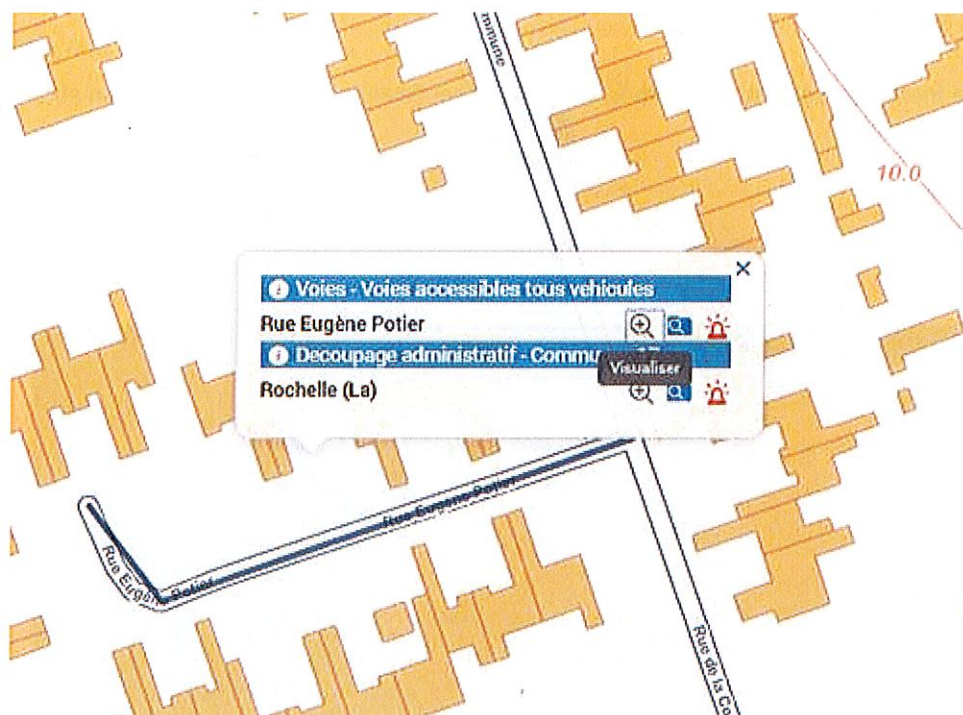 mmune
10.0
Voies - Voies accessibles tous vehicules
Rue Eugène Potier
Decoupage administratif - Commu
Visualiser
Rochelle (La)
Rue Eugène Potier
Rue Eugène Potier
Rue de la Co